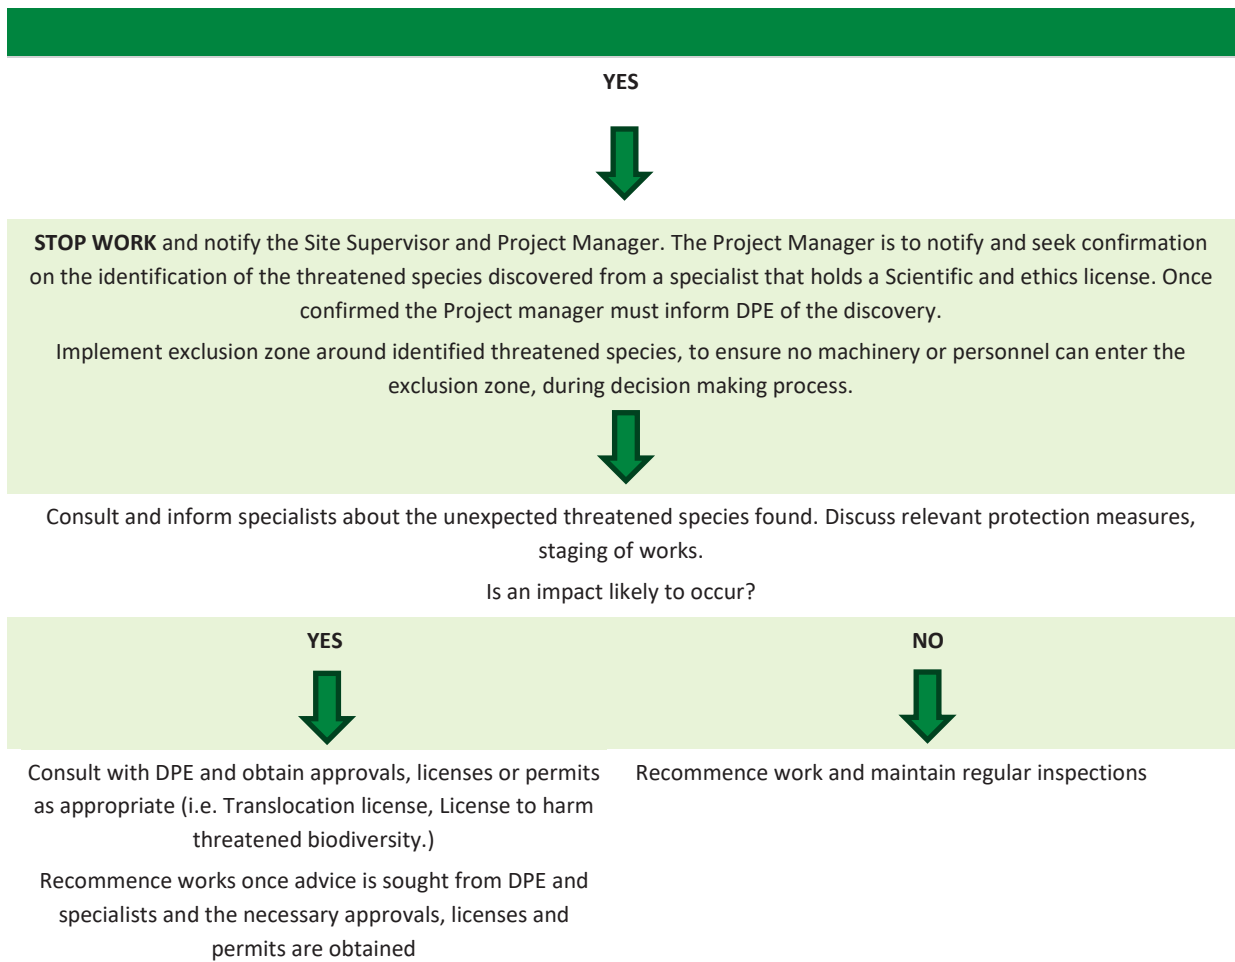 YES
STOP WORK and notify the Site Supervisor and Project Manager. The Project Manager is to notify and seek confirmation
on the identification of the threatened species discovered from a specialist that holds a Scientific and ethics license. Once
confirmed the Project manager must inform DPE of the discovery.
Implement exclusion zone around identified threatened species, to ensure no machinery or personnel can enter the
exclusion zone, during decision making process.
Consult and inform specialists about the unexpected threatened species found. Discuss relevant protection measures,
staging of works.
Is an impact likely to occur?
YES
Consult with DPE and obtain approvals, licenses or permits
as appropriate (i.e. Translocation license, License to harm
threatened biodiversity.)
Recommence works once advice is sought from DPE and
specialists and the necessary approvals, licenses and
permits are obtained
NO
Recommence work and maintain regular inspections